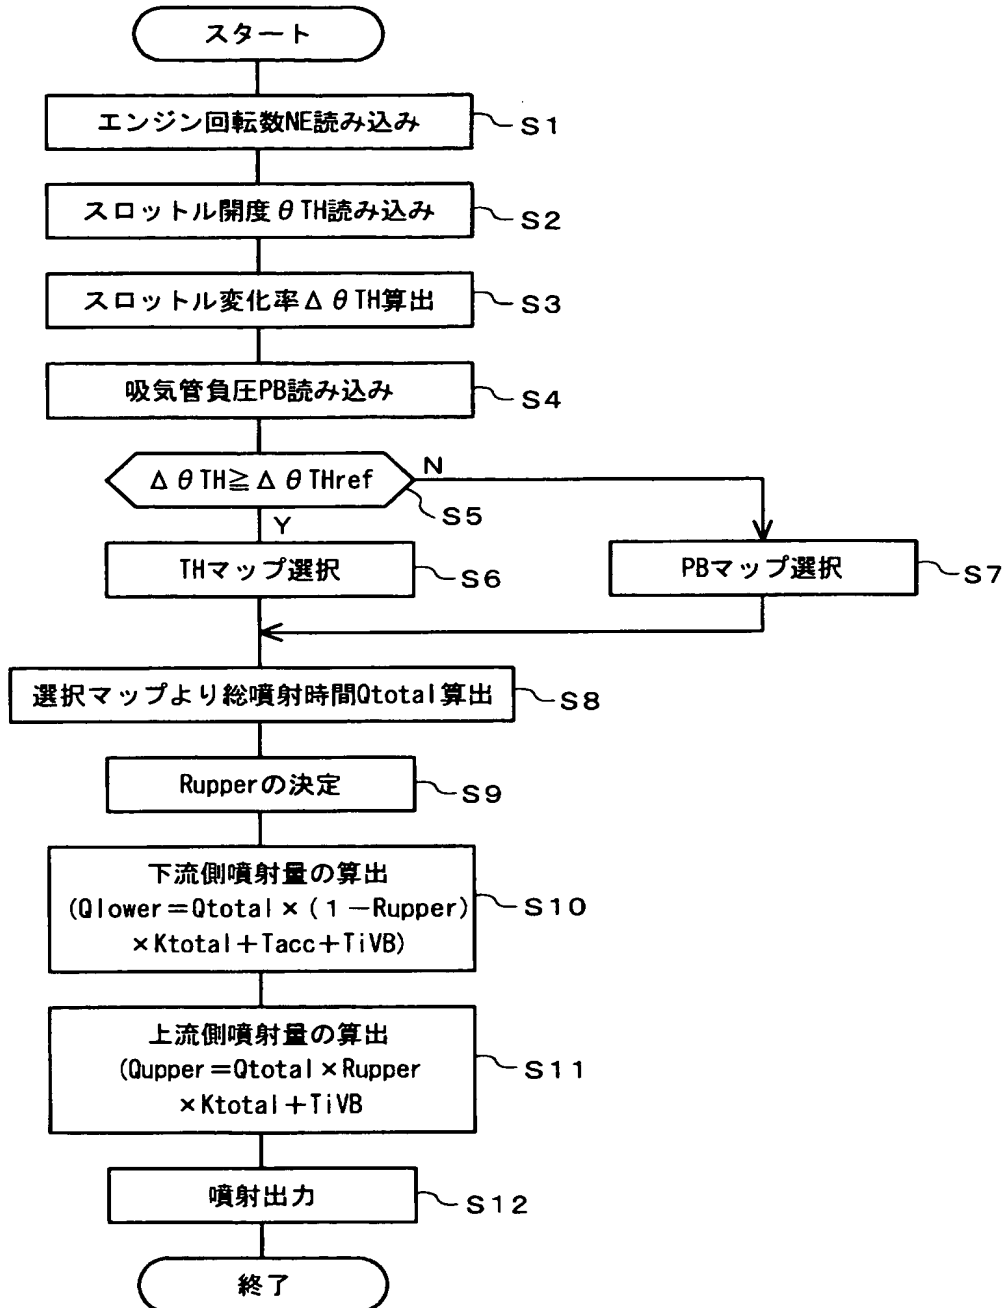 スタート
エンジン回転数NE読み込み
S1
スロットル開度θTH読み込み
S2
スロットル変化率ΔθTH算出
S3
吸気管負圧PB読み込み
S4
ΔθTH≧ΔθTHref
N
S5
Y
THマップ選択
S6
PBマップ選択
S7
選択マップより総噴射時間Qtotal算出
S8
Rupperの決定
S9
下流側噴射量の算出
(Qlower=Qtotal×(1-Rupper)
×Ktotal+Tacc+TiVB)
S10
上流側噴射量の算出
(Qupper=Qtotal×Rupper
×Ktotal+TiVB
S11
噴射出力
S12
終了